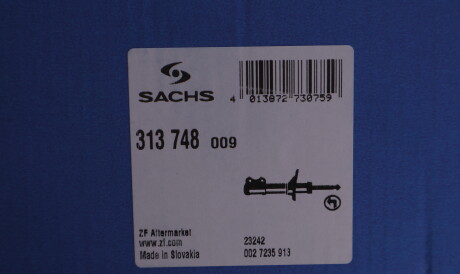 SACHS
4 013872 730759
313 748 009
ZF Aftermarket
www.zf.com
Made in Slovakia
23242
002 7235 913